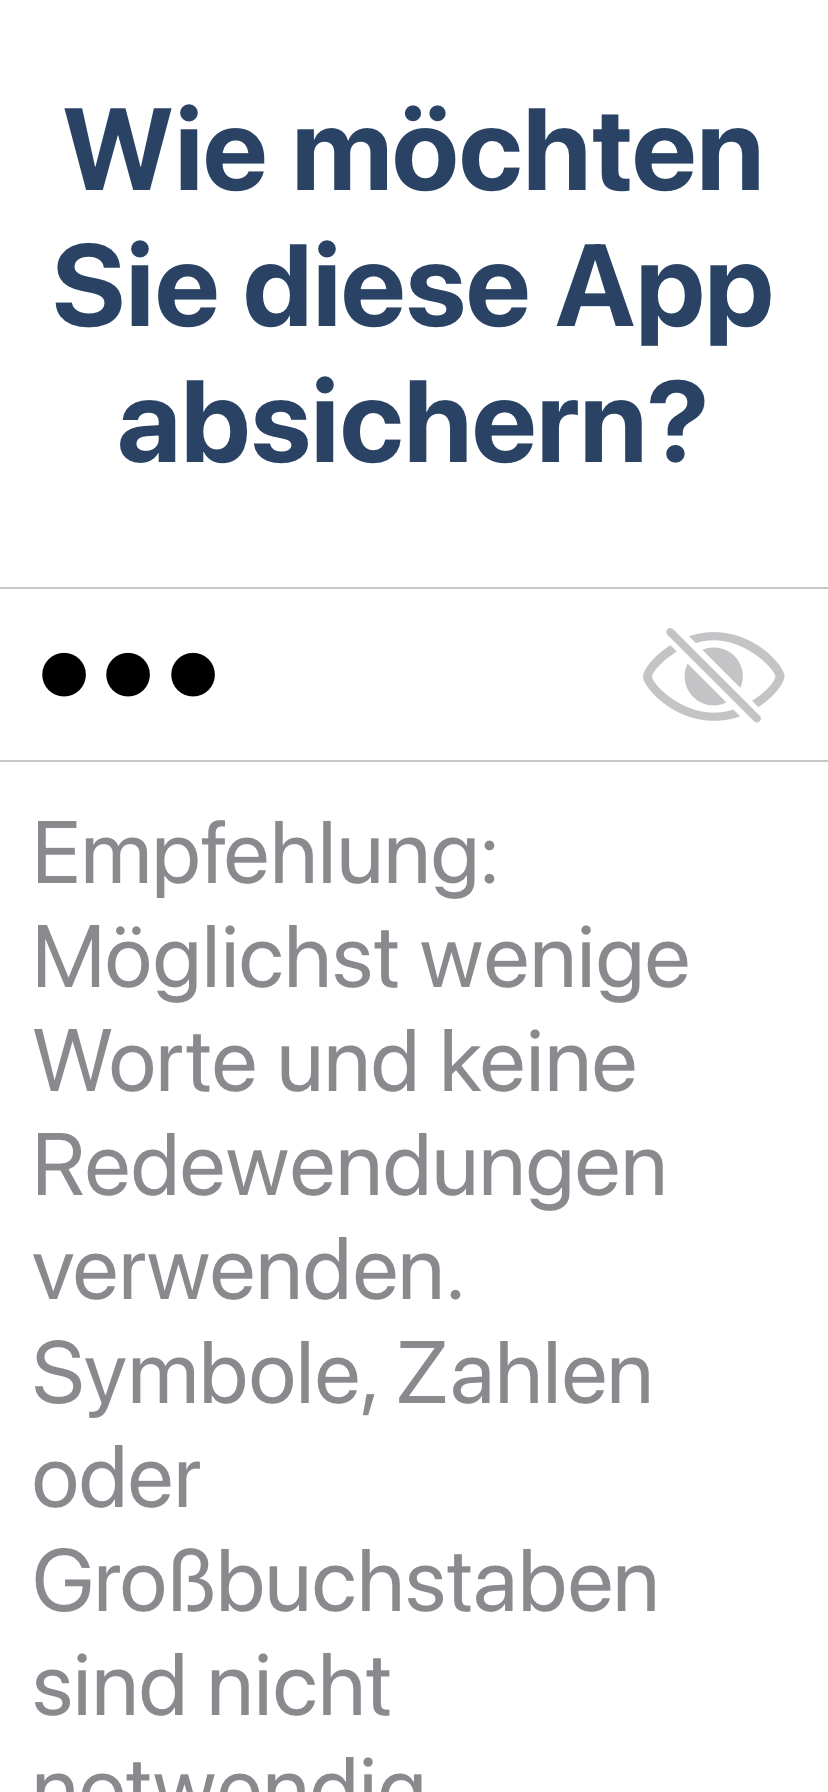 Wie möchten
Sie diese App
absichern?
●●●
Empfehlung:
Möglichst wenige
Worte und keine
Redewendungen
verwenden.
Symbole, Zahlen
oder
Großbuchstaben
sind nicht
notwendig